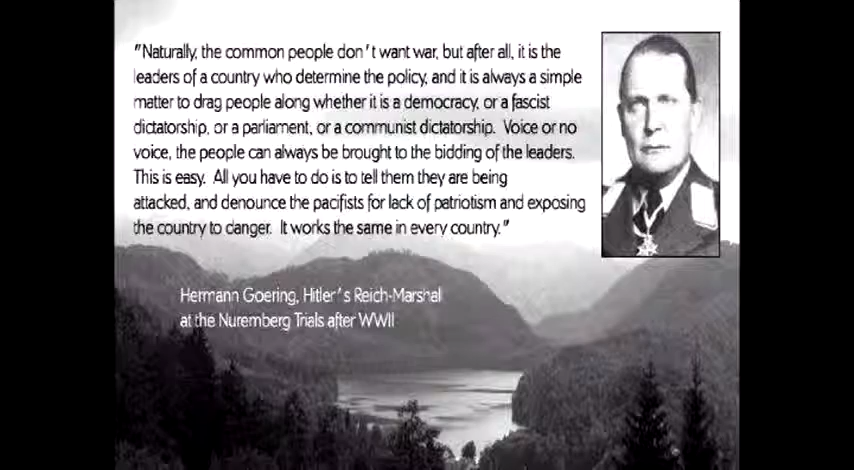 "Naturally, the common people don't want war, but after all, it is the
leaders of a country who determine the policy, and it is always a simple
matter to drag people along whether it is a democracy, or a fascist
dictatorship, or a parliament, or a communist dictatorship. Voice or no
voice, the people can always be brought to the bidding of the leaders.
This is easy. All you have to do is to tell them they are being
attacked, and denounce the pacifists for lack of patriotism and exposing
the country to danger. It works the same in every country."
Hermann Goering, Hitler's Reich-Marshal
at the Nuremberg Trials after WWII